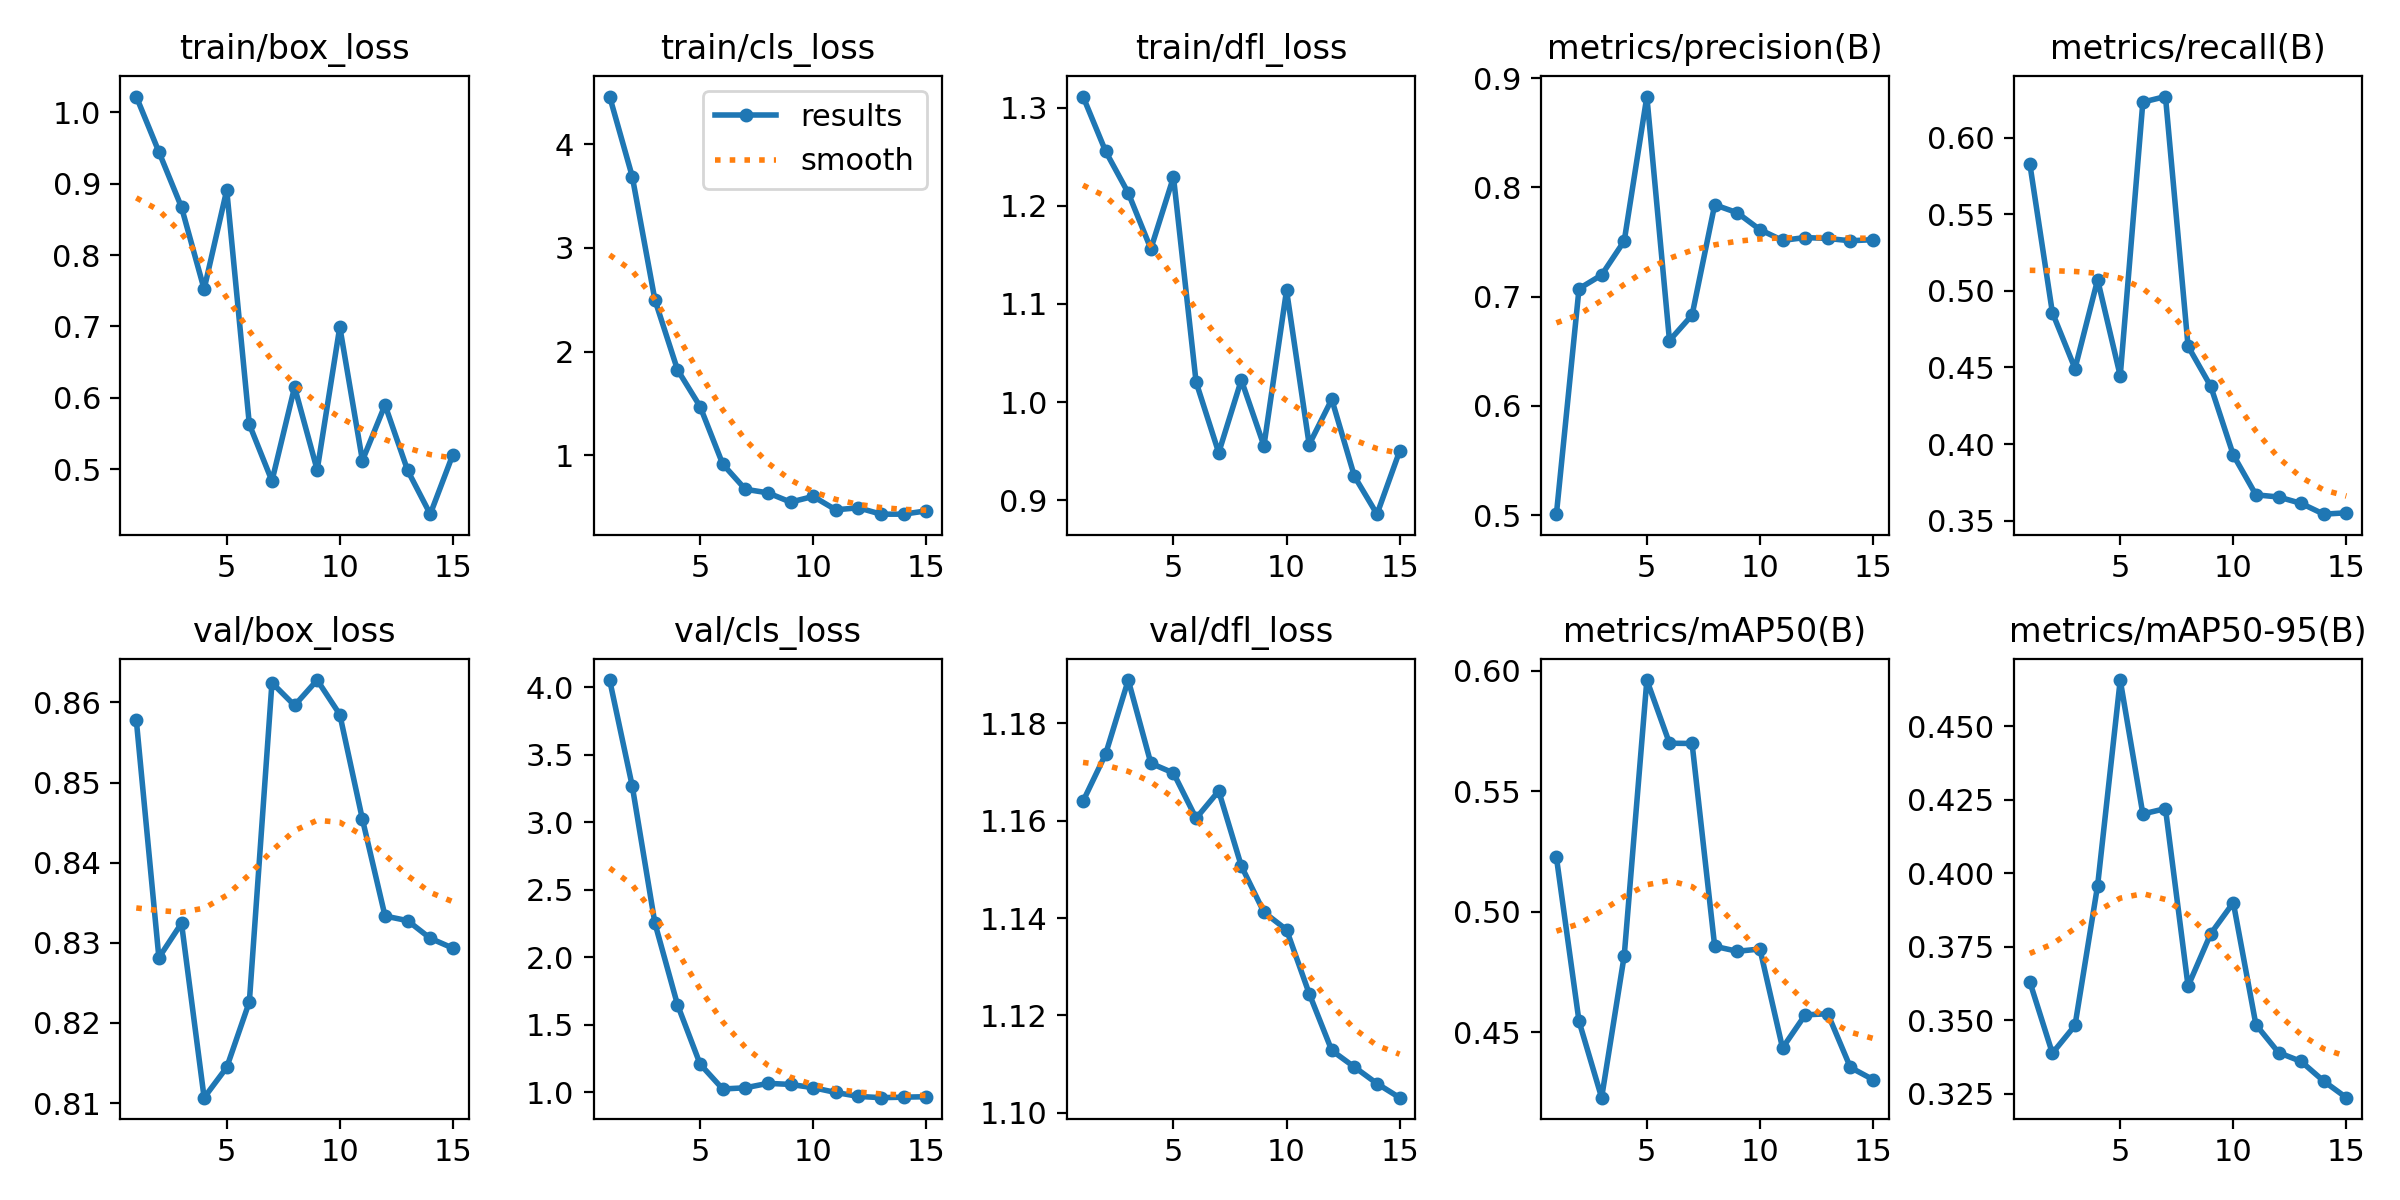 train/box_loss
train/cls_loss
train/dfl_loss
metrics/precision(B)
metrics/recall(B)
results
smooth
1.0
0.9
0.8
0.7
0.6
0.5
5 10 15
4
3
2
1
5 10 15
1.3
1.2
1.1
1.0
0.9
5 10 15
0.9
0.8
0.7
0.6
0.5
5 10 15
0.60
0.55
0.50
0.45
0.40
0.35
5 10 15
val/box_loss
val/cls_loss
val/dfl_loss
metrics/mAP50(B)
metrics/mAP50-95(B)
0.86
0.85
0.84
0.83
0.82
0.81
5 10 15
4.0
3.5
3.0
2.5
2.0
1.5
1.0
5 10 15
1.18
1.16
1.14
1.12
1.10
5 10 15
0.60
0.55
0.50
0.45
5 10 15
0.450
0.425
0.400
0.375
0.350
0.325
5 10 15